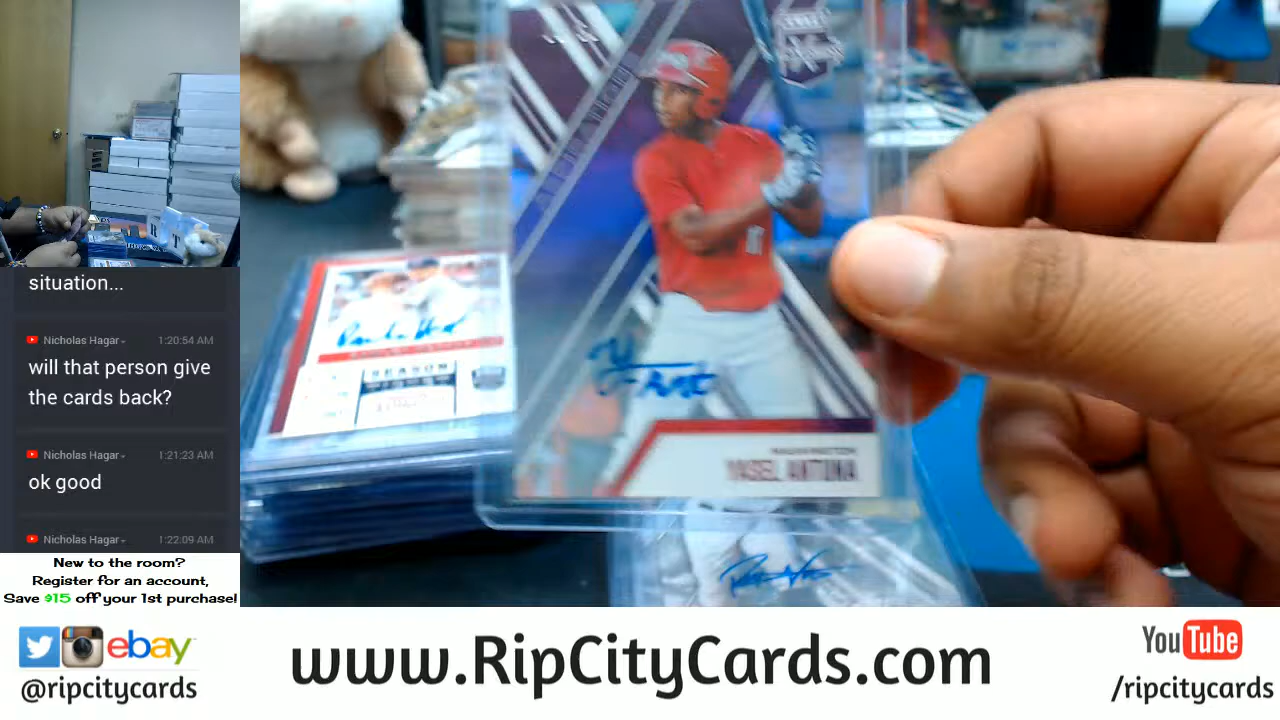 situation...
Nicholas Hagar
1:20:54 AM
will that person give
the cards back?
Nicholas Hagar
1:21:23 AM
ok good
Nicholas Hagar
1:22:09 AM
New to the room?
Register for an account,
Save $15 off your 1st purchase!
SEASON
WASHINGTON
YASEL ANTUNA
ebay
@ripcitycards
www.RipCityCards.com
YouTube
/ripcitycards